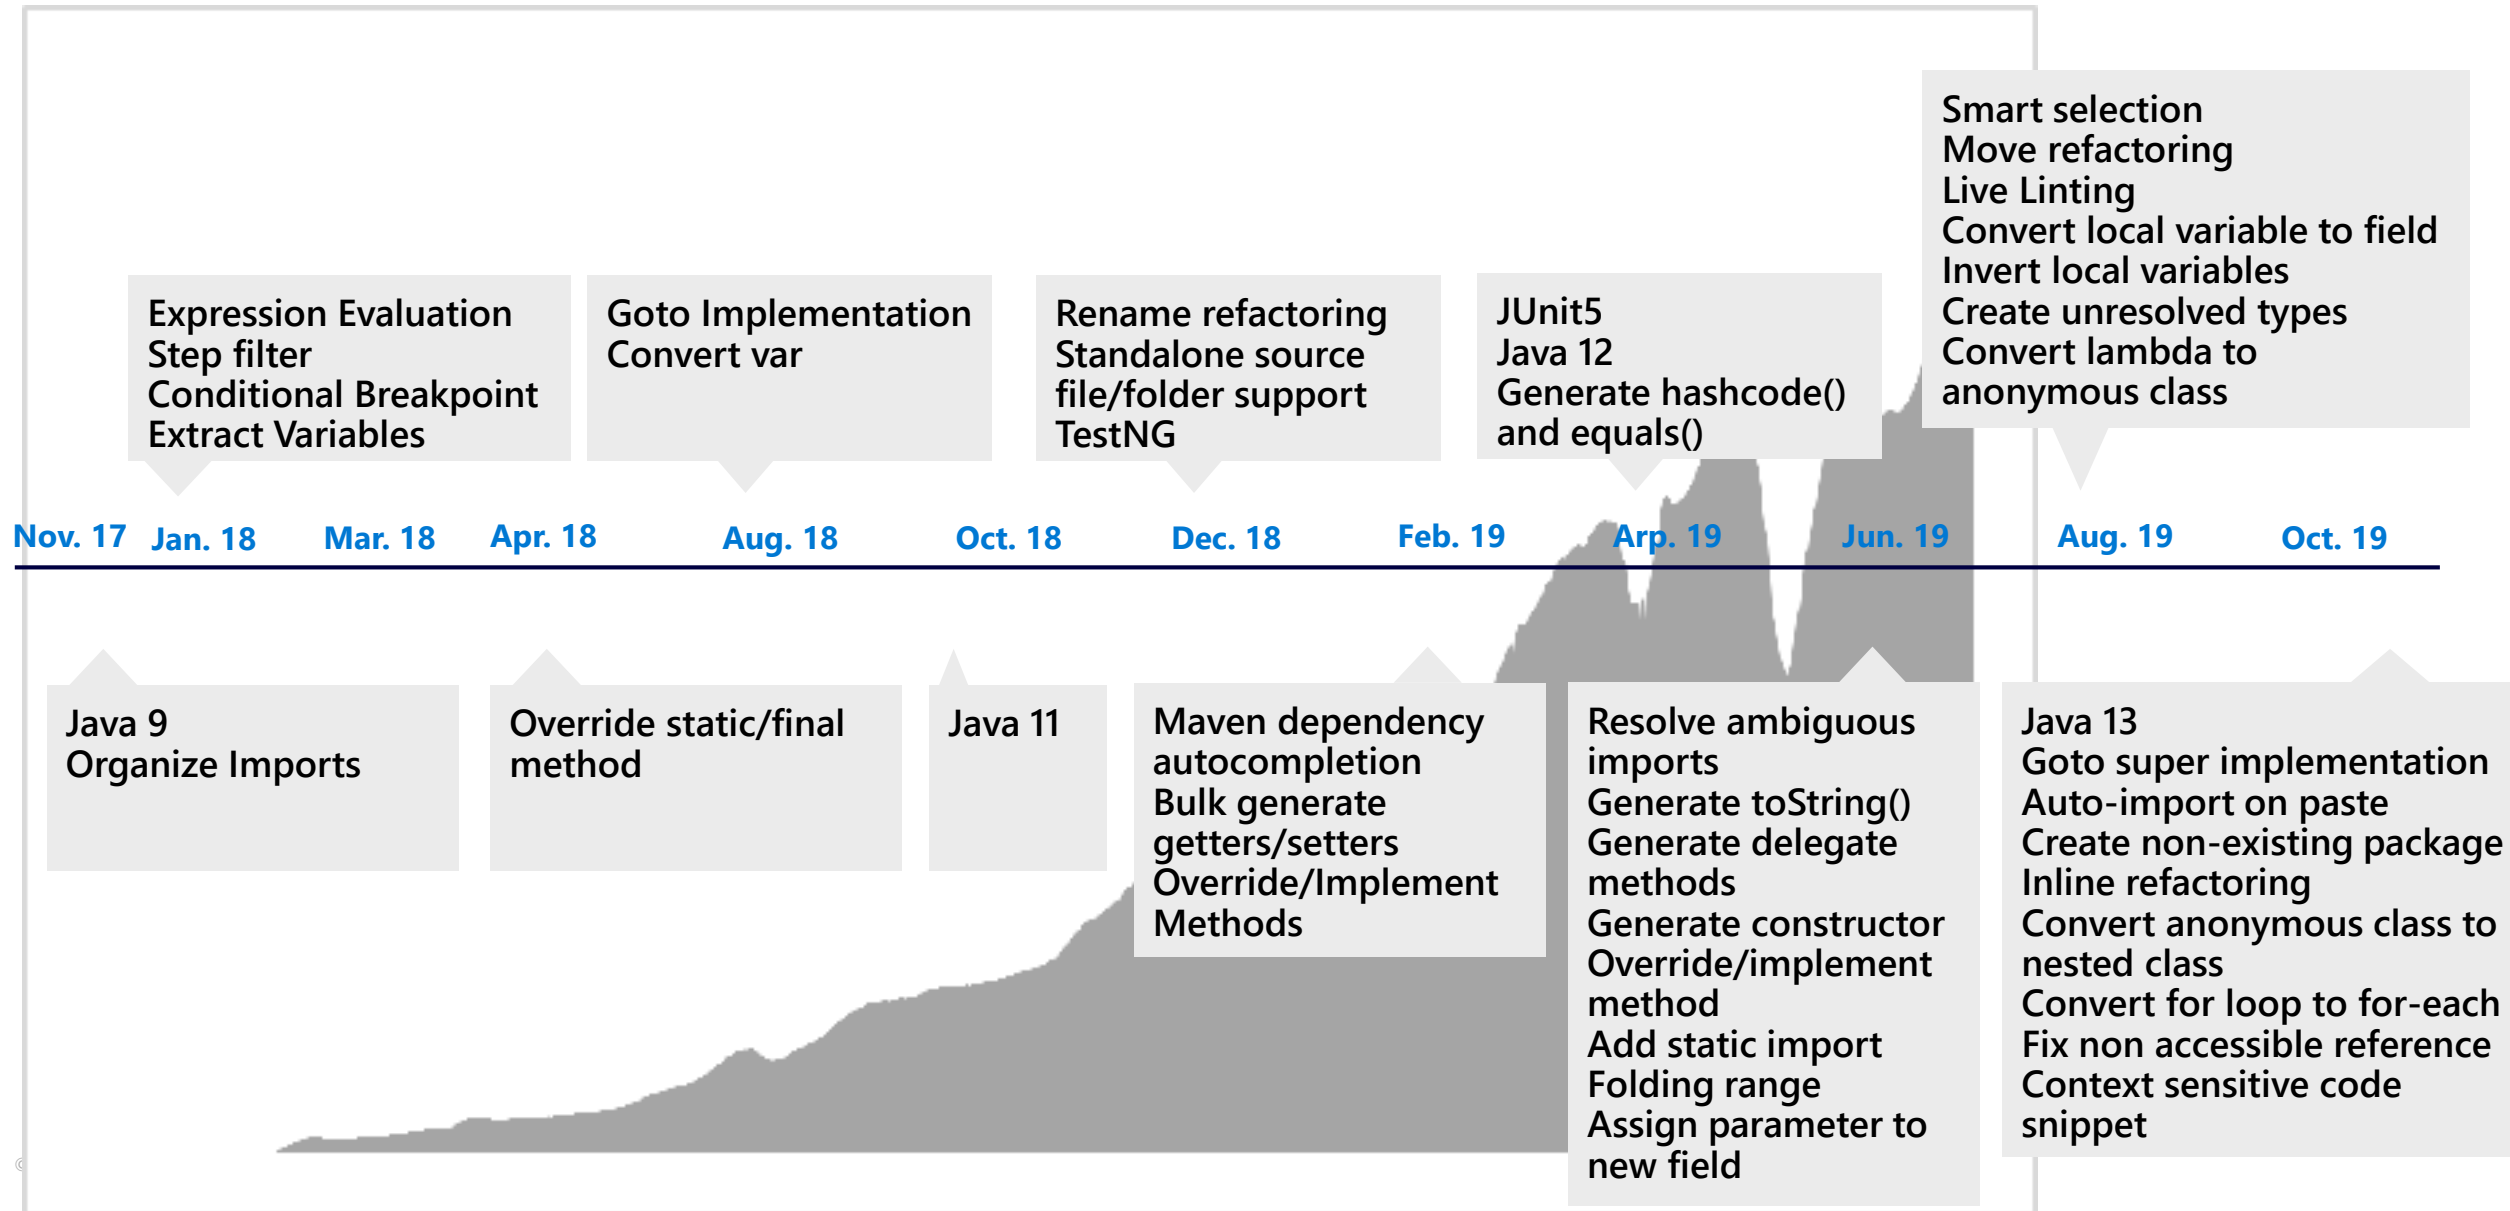 Smart selection
Move refactoring
Live Linting
Convert local variable to field
Invert local variables
Create unresolved types
Convert lambda to
anonymous class
Expression Evaluation
Step filter
Conditional Breakpoint
Extract Variables
Goto Implementation
Convert var
Rename refactoring
Standalone source
file/folder support
TestNG
JUnit5
Java 12
Generate hashcode()
and equals()
Nov. 17 Jan. 18 Mar. 18 Apr. 18 Aug. 18 Oct. 18 Dec. 18 Feb. 19 Arp. 19 Jun. 19 Aug. 19 Oct. 19
Java 9
Organize Imports
Override static/final
method
Java 11
Maven dependency
autocompletion
Bulk generate
getters/setters
Override/Implement
Methods
Resolve ambiguous
imports
Generate toString()
Generate delegate
methods
Generate constructor
Override/implement
method
Add static import
Folding range
Assign parameter to
new field
Java 13
Goto super implementation
Auto-import on paste
Create non-existing package
Inline refactoring
Convert anonymous class to
nested class
Convert for loop to for-each
Fix non accessible reference
Context sensitive code
snippet
©